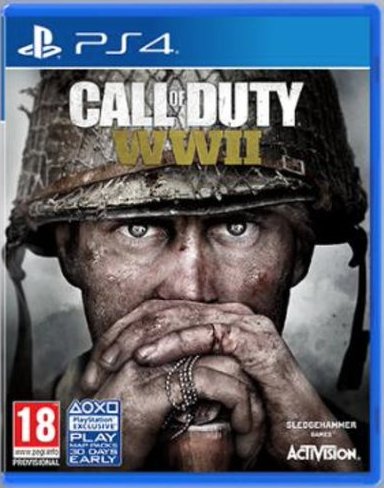 PS4
CALL OF DUTY
WWII
18
www.pegi.info
PROVISIONAL
PlayStation
EXCLUSIVE
PLAY
MAP PACKS
30 DAYS
EARLY
SLEDGEHAMMER
GAMES
ACTIVISION